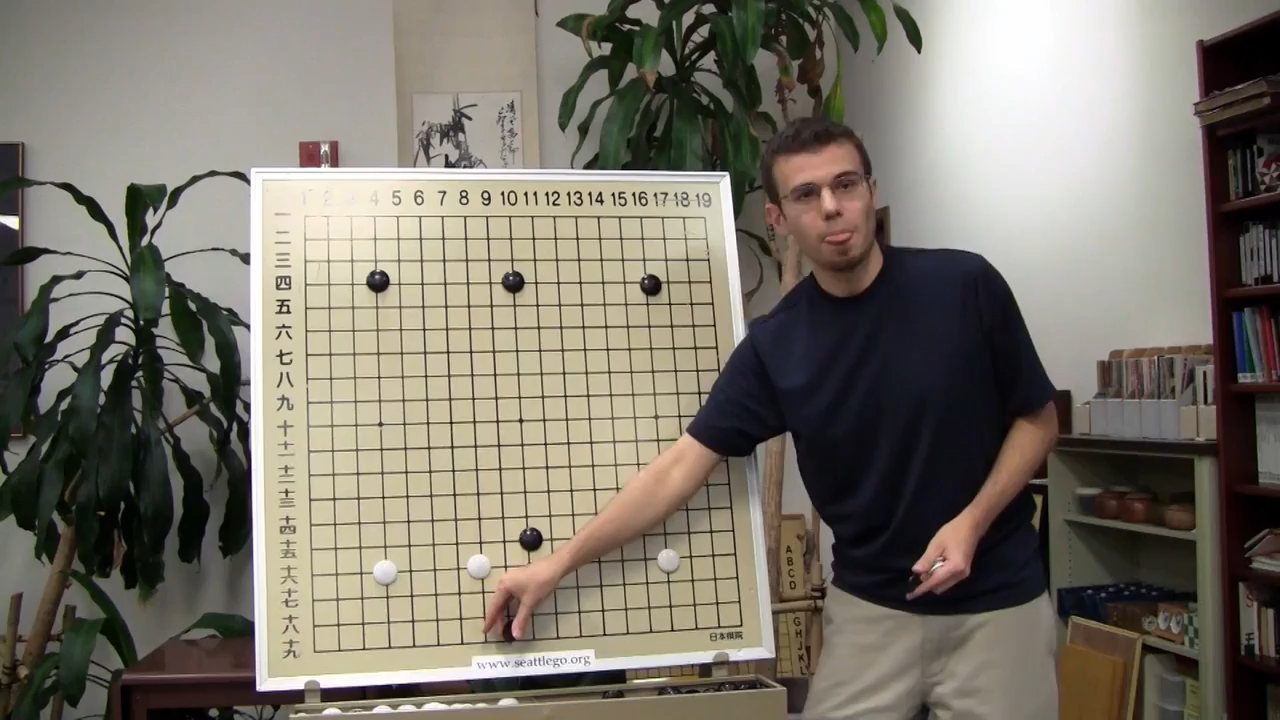 1 2 3 4 5 6 7 8 9 10 11 12 13 14 15 16 17 18 19
一
二
三
四
五
六
七
八
九
十
十一
十二
十三
十四
十五
十六
十七
十八
十九
日本棋院
www.seattlego.org
A
B
C
D
G
H
J
K